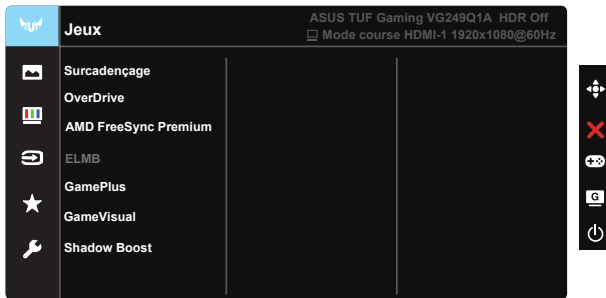 Jeux
ASUS TUF Gaming VG249Q1A HDR Off
Mode course HDMI-1 1920x1080@60Hz
Surcadençage
OverDrive
AMD FreeSync Premium
ELMB
GamePlus
GameVisual
Shadow Boost
G